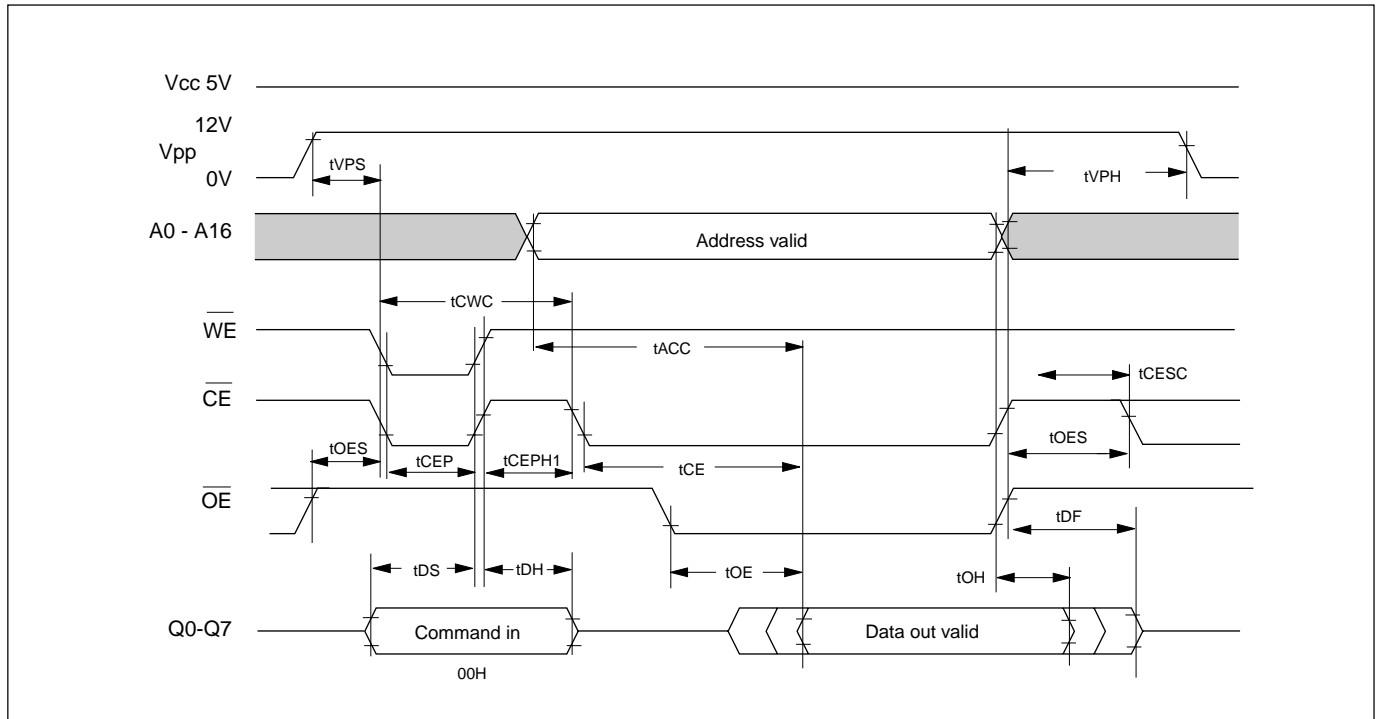 Vcc 5V
12V
Vpp
0V
tVPS
tVPH
A0 - A16
Address valid
tCWC
WE
tACC
tCESC
CE
tOES
tCEP
tCEPH1
tCE
tOES
OE
tDF
tDS
tDH
tOE
tOH
Q0-Q7
Command in
Data out valid
00H